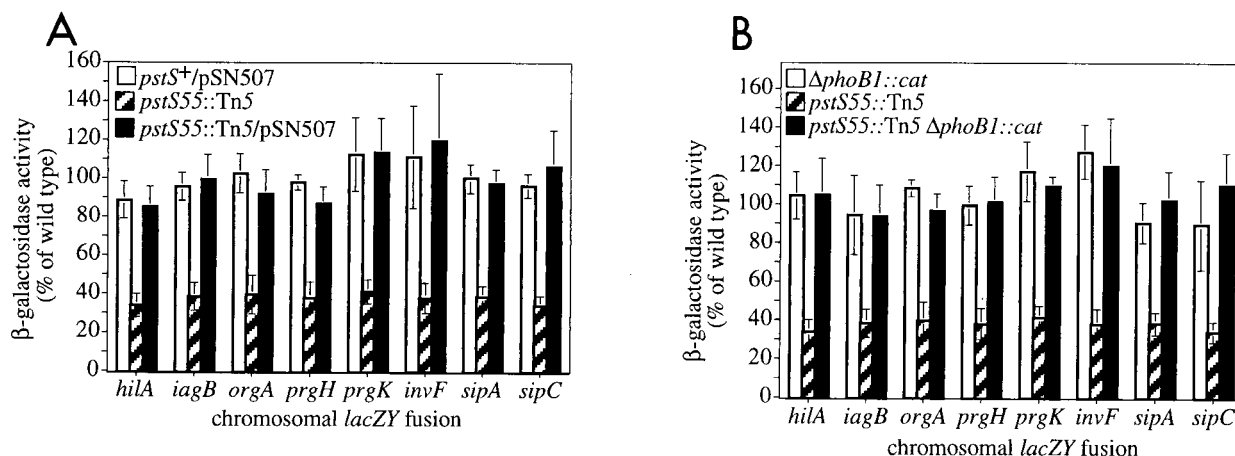 A
β-galactosidase activity
(% of wild type)
160
140
120
100
80
60
40
20
0
pstS+/pSN507
pstS55::Tn5
pstS55::Tn5/pSN507
hilA iagB orgA prgH prgK invF sipA sipC
chromosomal lacZY fusion
B
β-galactosidase activity
(% of wild type)
160
140
120
100
80
60
40
20
0
ΔphoB1::cat
pstS55::Tn5
pstS55::Tn5 ΔphoB1::cat
hilA iagB orgA prgH prgK invF sipA sipC
chromosomal lacZY fusion